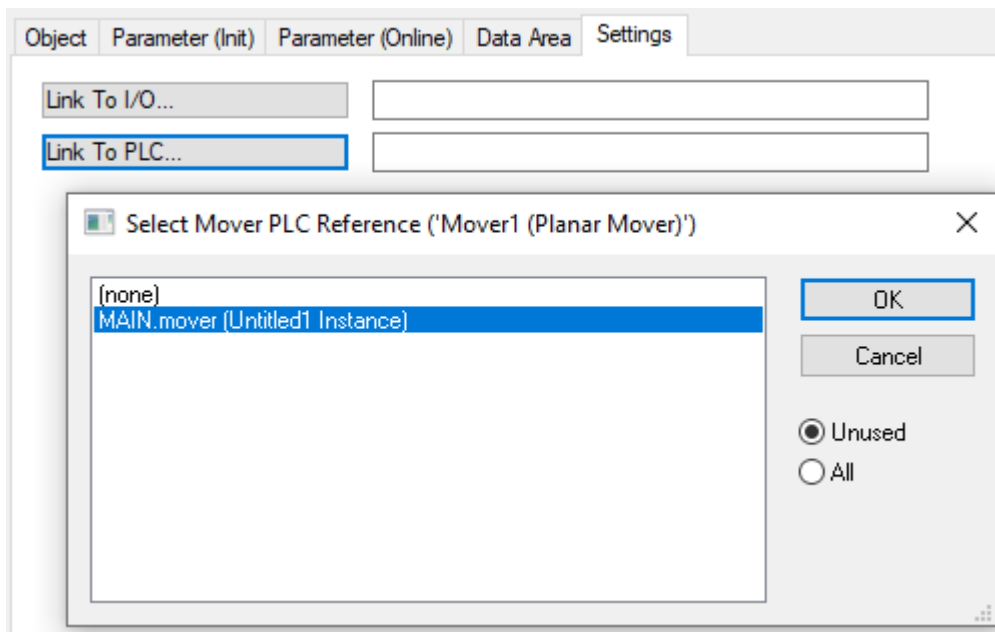 Object Parameter (Init) Parameter (Online) Data Area Settings
Link To I/O...
Link To PLC...
Select Mover PLC Reference ('Mover1 (Planar Mover)')
(none)
MAIN.mover (Untitled1 Instance)
OK
Cancel
Unused
All